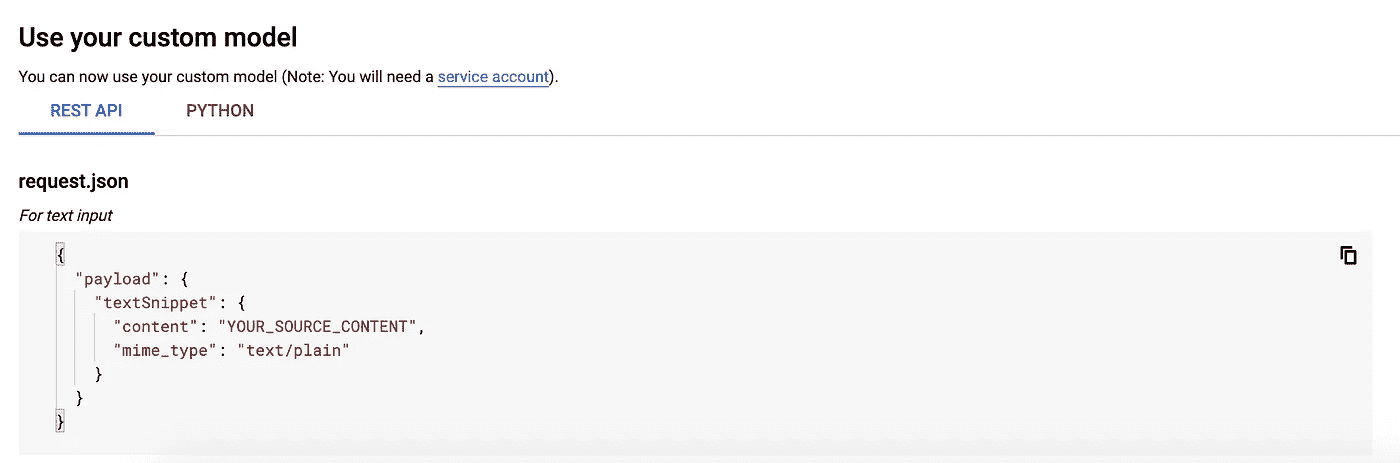 Use your custom model
You can now use your custom model (Note: You will need a service account).
REST API PYTHON
request.json
For text input
{
"payload": {
"textSnippet": {
"content": "YOUR_SOURCE_CONTENT",
"mime_type": "text/plain"
}
}
}